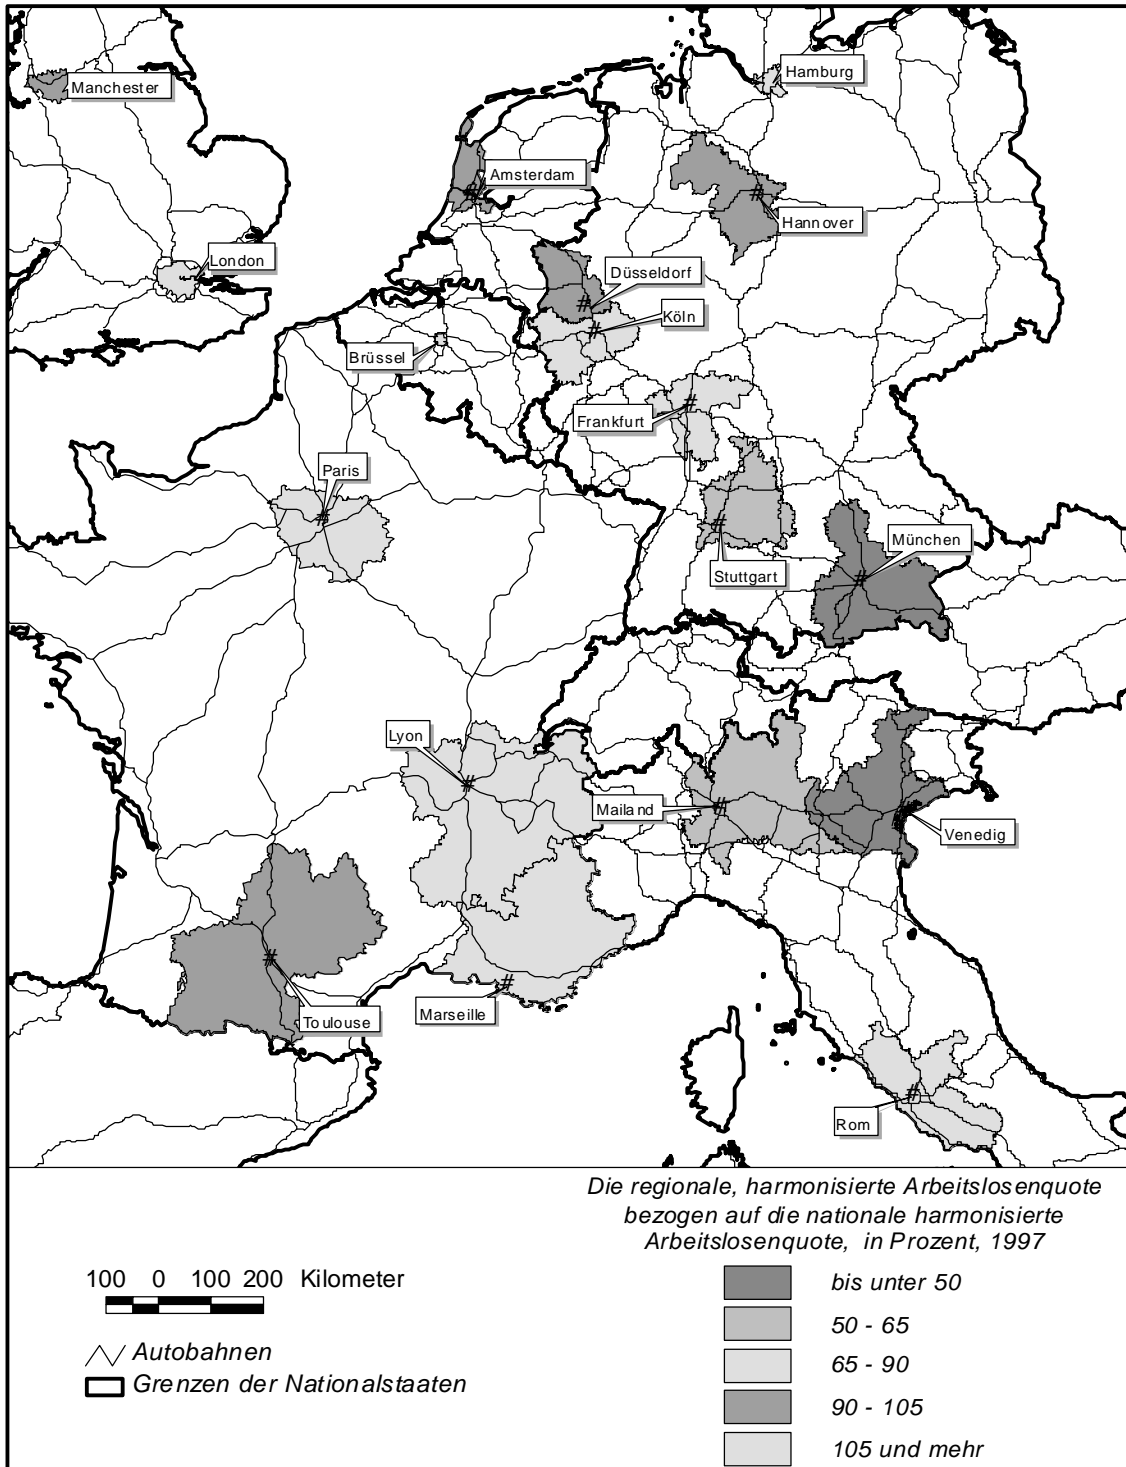 Hamburg
Manchester
Amsterdam
Hannover
London
Düsseldorf
Köln
Brüssel
Frankfurt
Paris
München
Stuttgart
Lyon
Mailand
Venedig
Toulouse
Marseille
Rom
Die regionale, harmonisierte Arbeitslosenquote
bezogen auf die nationale harmonisierte
Arbeitslosenquote, in Prozent, 1997
100 0 100 200 Kilometer
bis unter 50
50 - 65
Autobahnen
65 - 90
Grenzen der Nationalstaaten
90 - 105
105 und mehr